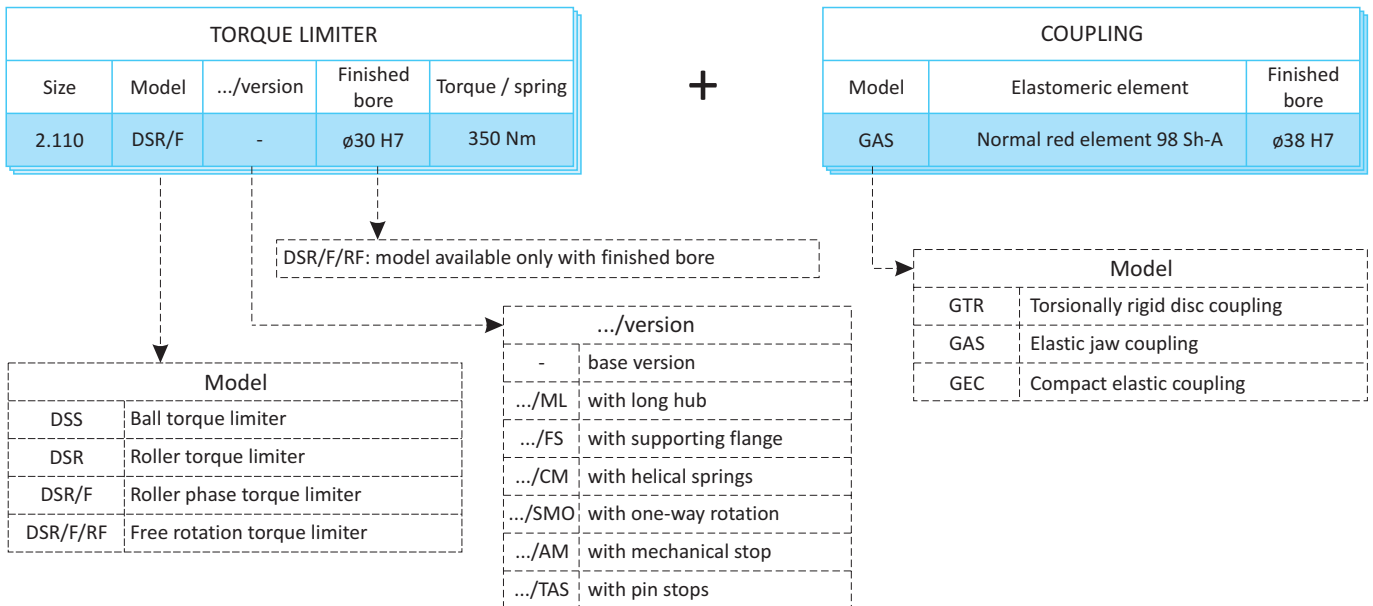 TORQUE LIMITER
Size Model .../version Finished bore Torque / spring
2.110 DSR/F - ø30 H7 350 Nm
+
COUPLING
Model Elastomeric element Finished bore
GAS Normal red element 98 Sh-A ø38 H7
DSR/F/RF: model available only with finished bore
Model
GTR Torsionally rigid disc coupling
GAS Elastic jaw coupling
GEC Compact elastic coupling
.../version
- base version
.../ML with long hub
.../FS with supporting flange
.../CM with helical springs
.../SMO with one-way rotation
.../AM with mechanical stop
.../TAS with pin stops
Model
DSS Ball torque limiter
DSR Roller torque limiter
DSR/F Roller phase torque limiter
DSR/F/RF Free rotation torque limiter